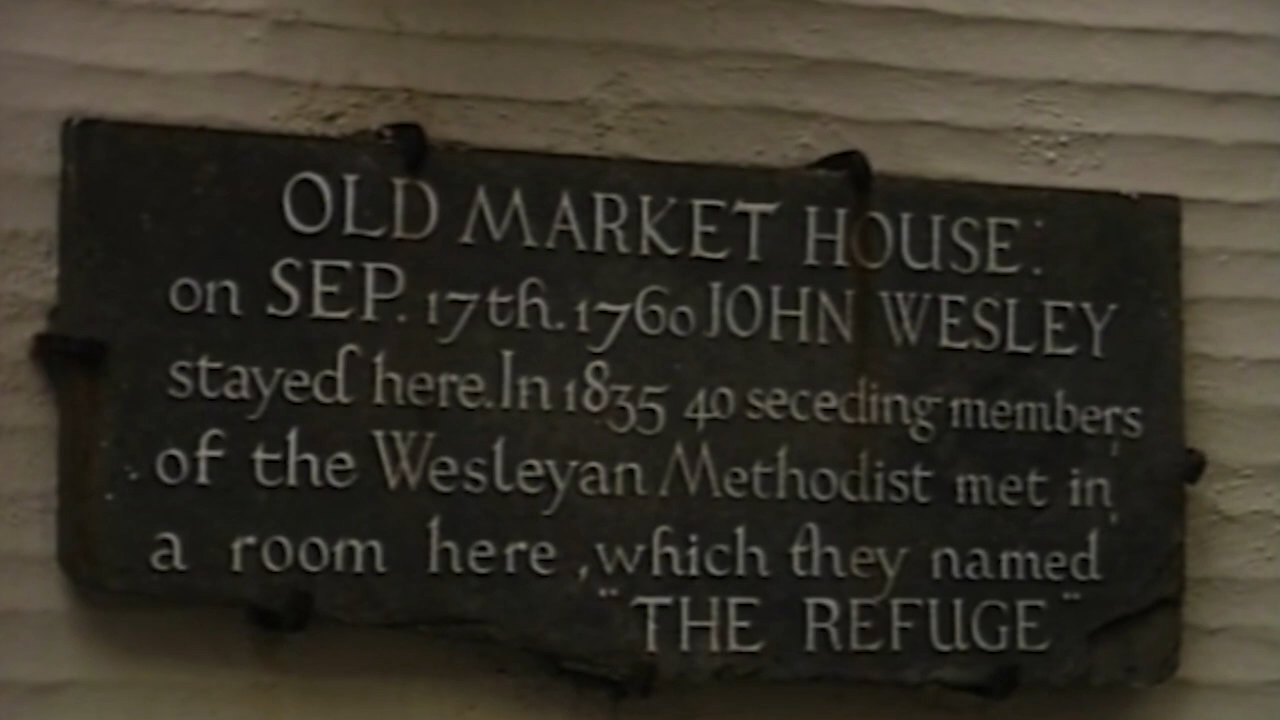 OLD MARKET HOUSE:
on SEP. 17th. 1760 JOHN WESLEY
stayed here. In 1835 40 seceding members
of the Wesleyan Methodist met in
a room here, which they named
"THE REFUGE"